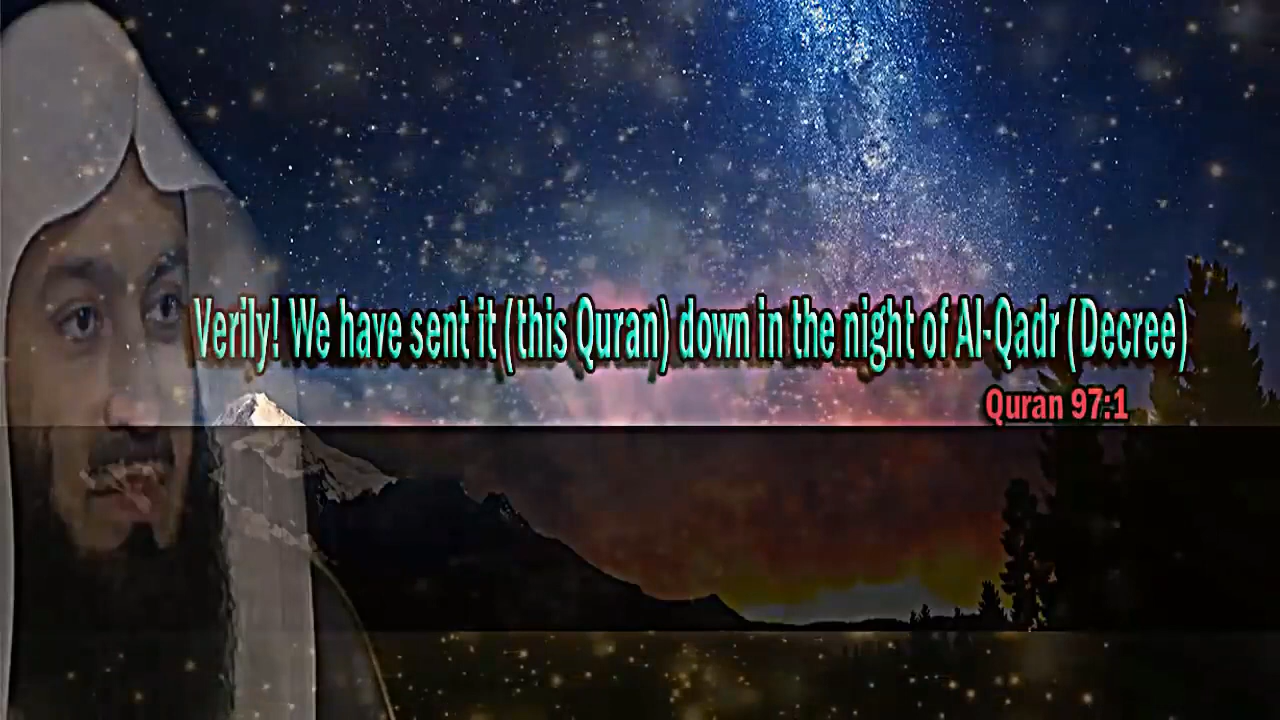 Verily! We have sent it (this Quran) down in the night of Al-Qadr (Decree)
Quran 97:1